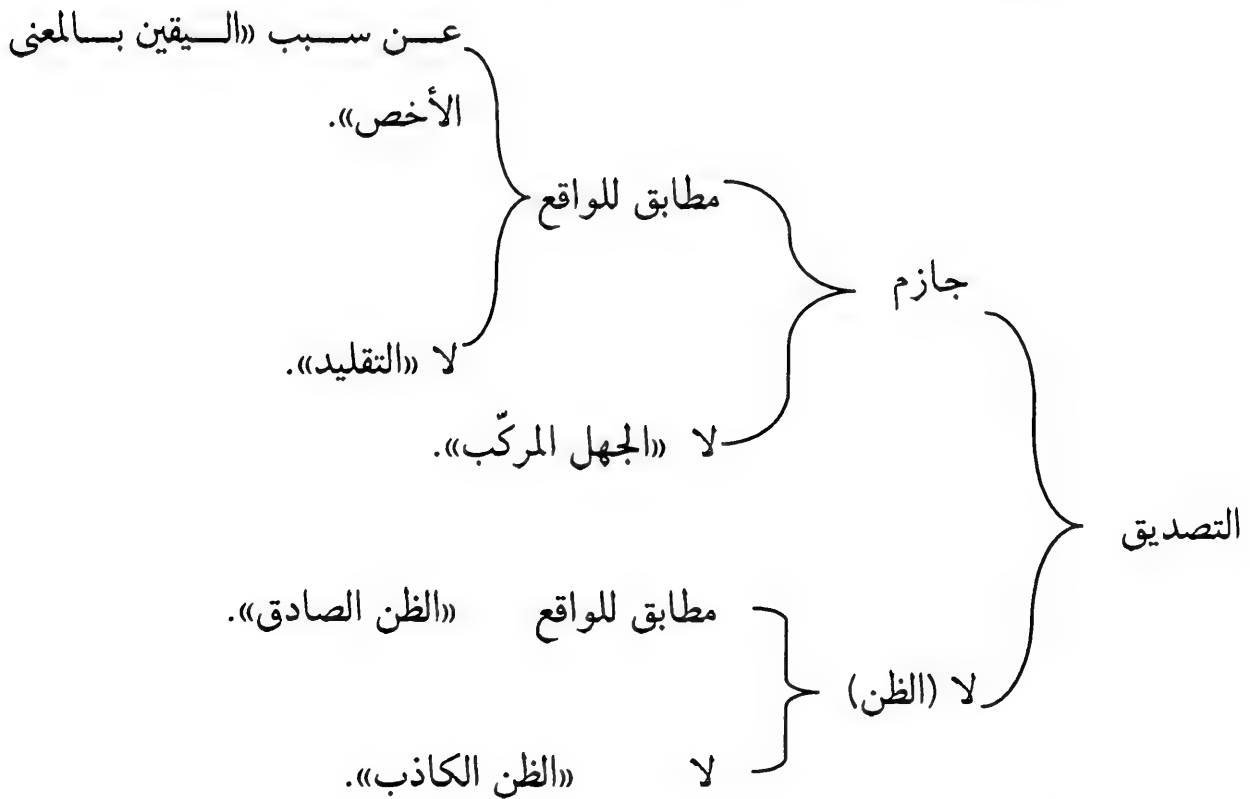 التصديق
جازم
مطابق للواقع
عن سبب «اليقين بالمعنى
الأخص».
لا «التقليد».
لا «الجهل المركّب».
لا (الظن)
مطابق للواقع «الظن الصادق».
لا «الظن الكاذب».